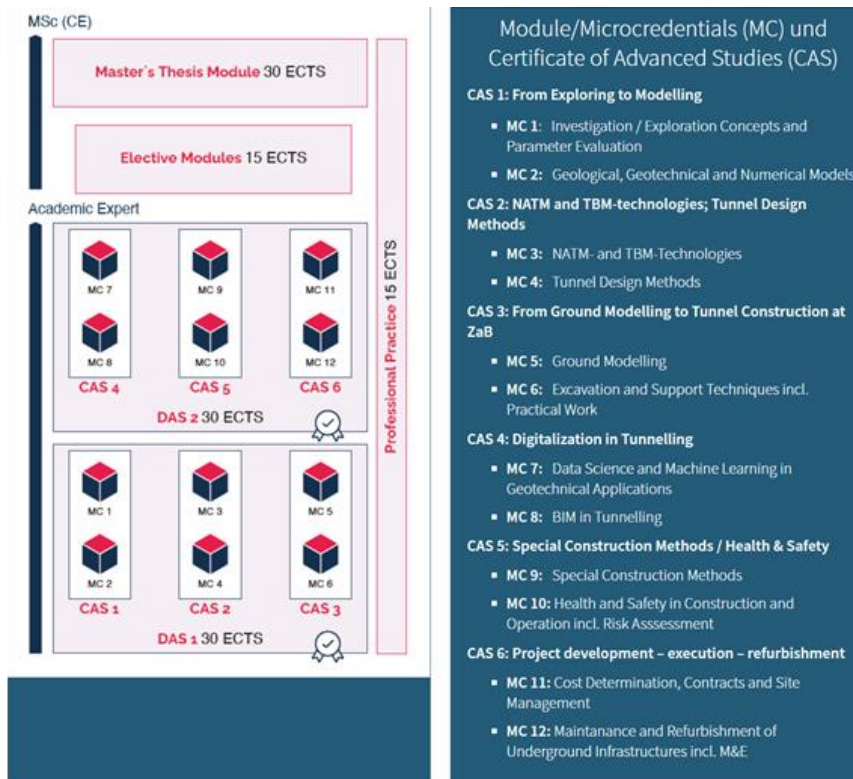 MSc (CE)
Master`s Thesis Module 30 ECTS
Elective Modules 15 ECTS
Professional Practice 15 ECTS
Academic Expert
MC 7
MC 9
MC 11
MC 8
MC 10
MC 12
CAS 4
CAS 5
CAS 6
DAS 2 30 ECTS
MC 1
MC 3
MC 5
MC 2
MC 4
MC 6
CAS 1
CAS 2
CAS 3
DAS 1 30 ECTS
Module/Microcredentials (MC) und
Certificate of Advanced Studies (CAS)
CAS 1: From Exploring to Modelling
▪ MC 1: Investigation / Exploration Concepts and
Parameter Evaluation
▪ MC 2: Geological, Geotechnical and Numerical Models
CAS 2: NATM and TBM-technologies; Tunnel Design
Methods
▪ MC 3: NATM- and TBM-Technologies
▪ MC 4: Tunnel Design Methods
CAS 3: From Ground Modelling to Tunnel Construction at
ZaB
▪ MC 5: Ground Modelling
▪ MC 6: Excavation and Support Techniques incl.
Practical Work
CAS 4: Digitalization in Tunnelling
▪ MC 7: Data Science and Machine Learning in
Geotechnical Applications
▪ MC 8: BIM in Tunnelling
CAS 5: Special Construction Methods / Health & Safety
▪ MC 9: Special Construction Methods
▪ MC 10: Health and Safety in Construction and
Operation incl. Risk Asssessment
CAS 6: Project development – execution – refurbishment
▪ MC 11: Cost Determination, Contracts and Site
Management
▪ MC 12: Maintanance and Refurbishment of
Underground Infrastructures incl. M&E